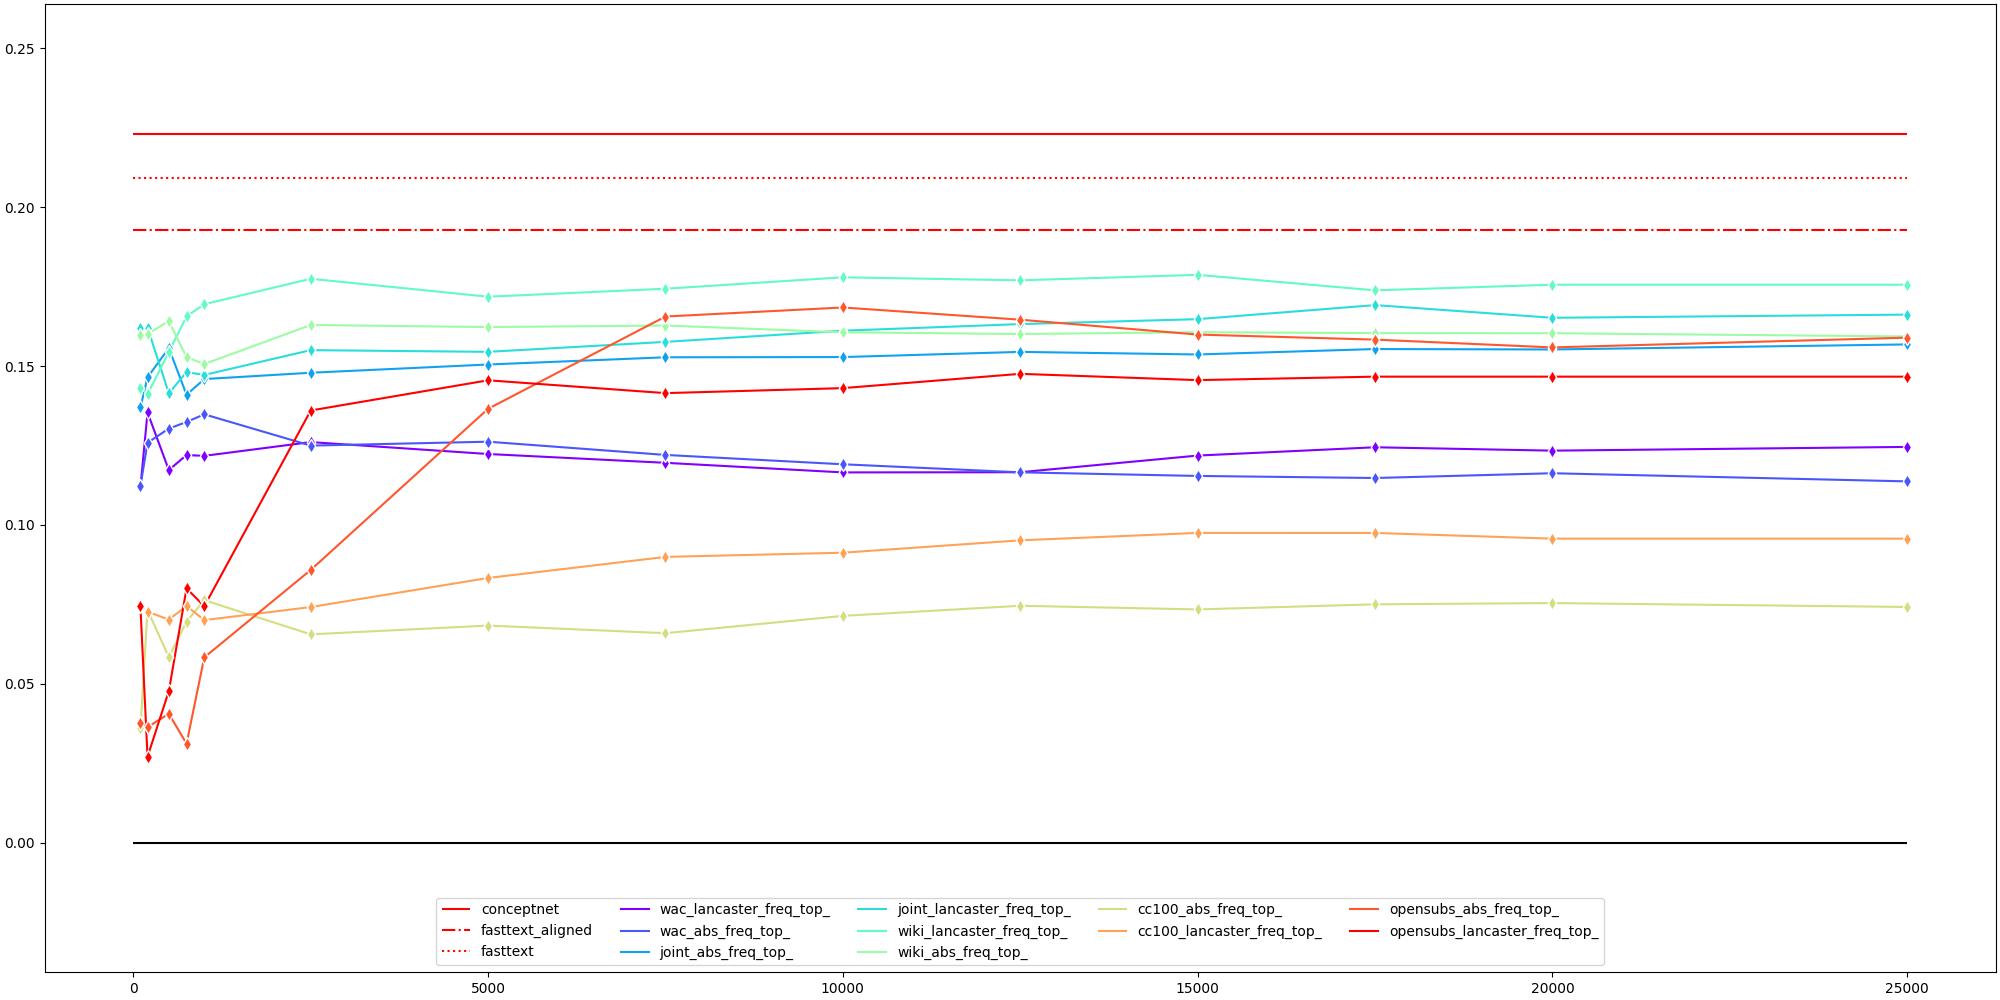 0.25
0.20
0.15
0.10
0.05
0.00
conceptnet
fasttext_aligned
fasttext
wac_lancaster_freq_top_
wac_abs_freq_top_
joint_abs_freq_top_
joint_lancaster_freq_top_
wiki_lancaster_freq_top_
wiki_abs_freq_top_
cc100_abs_freq_top_
cc100_lancaster_freq_top_
opensubs_abs_freq_top_
opensubs_lancaster_freq_top_
0 5000 10000 15000 20000 25000